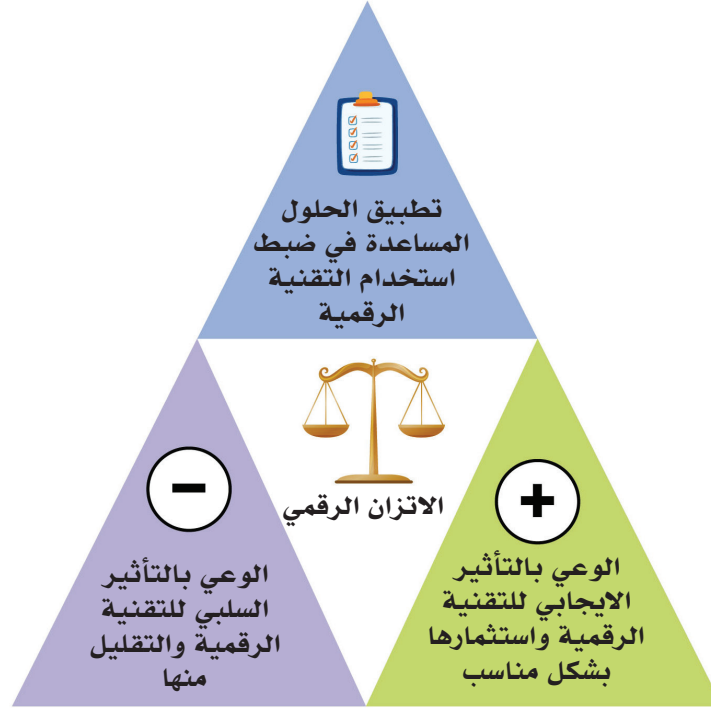 تطبيق الحلول
المساعدة في ضبط
استخدام التقنية
الرقمية
الاتزان الرقمي
+
الوعي بالتأثير
الايجابي للتقنية
الرقمية واستثمارها
بشكل مناسب
−
الوعي بالتأثير
السلبي للتقنية
الرقمية والتقليل
منها